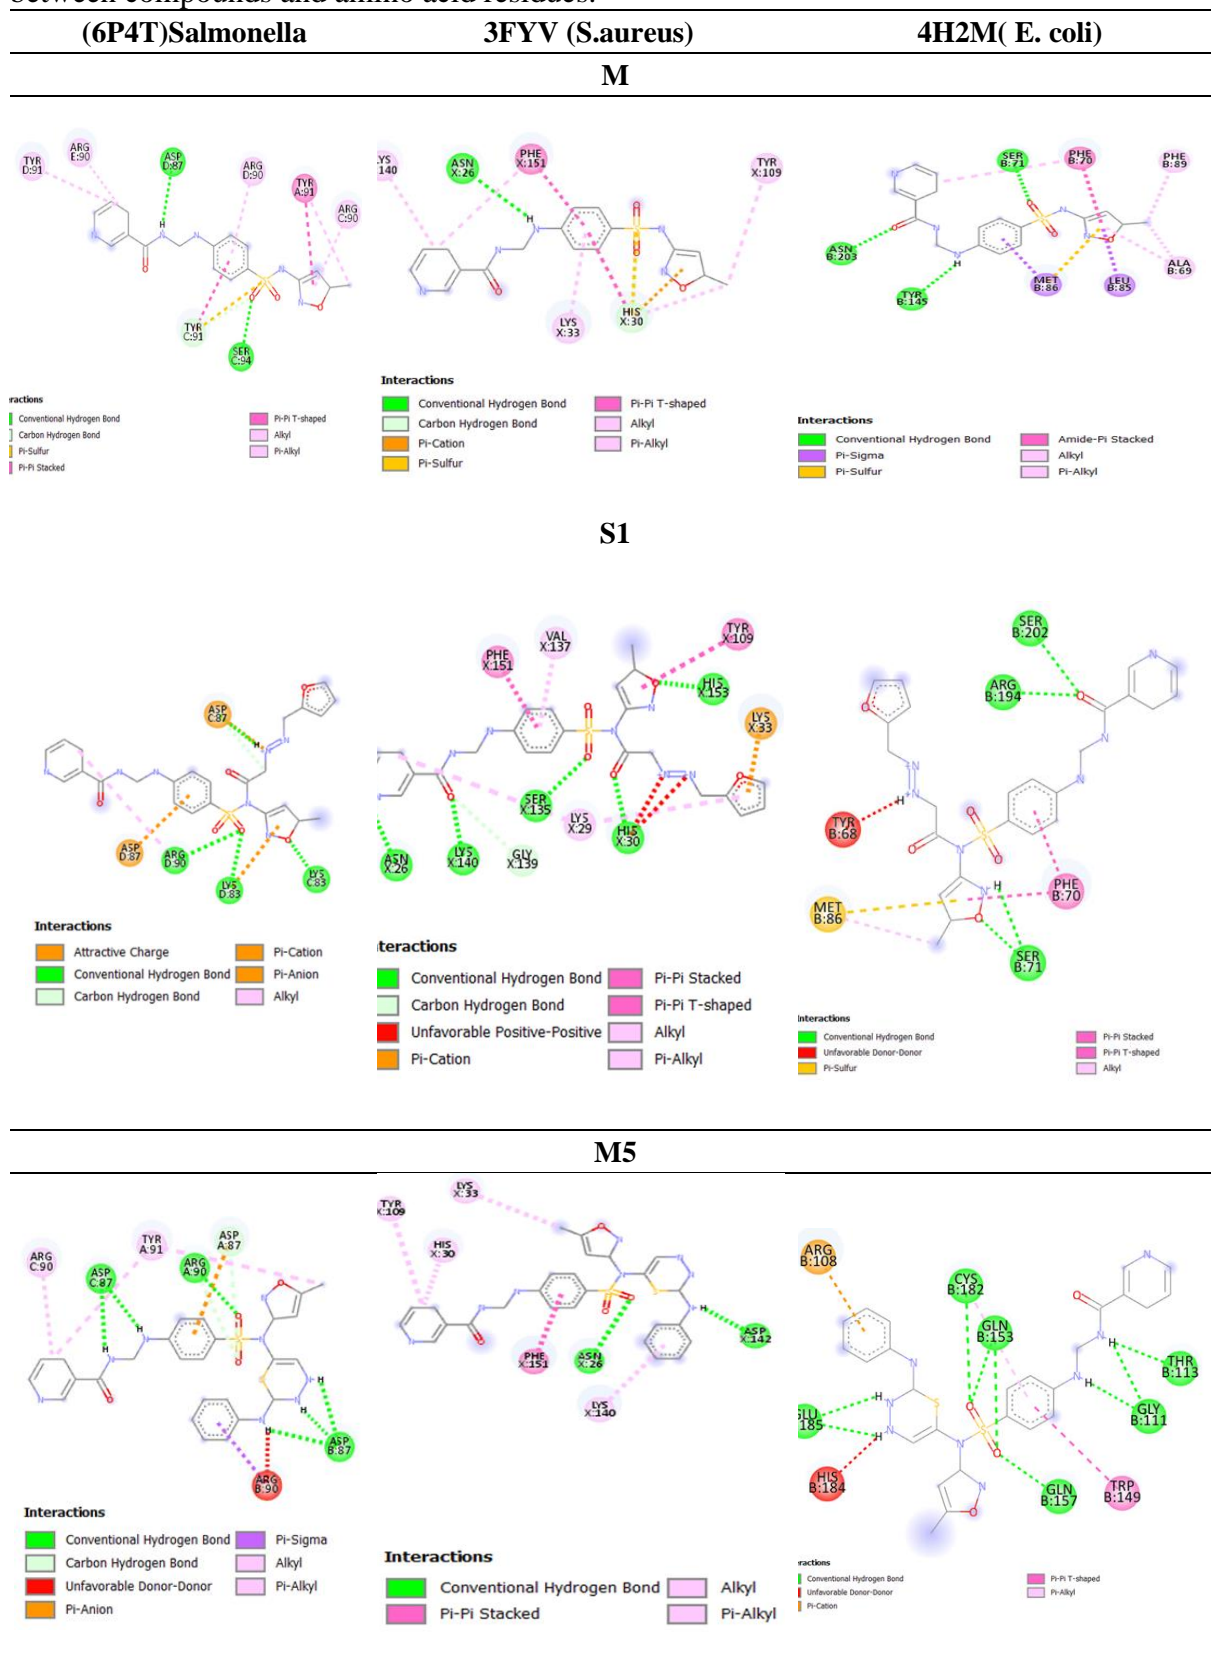 between compounds and amino acid residues.
(6P4T)Salmonella 3FYV (S.aureus) 4H2M( E. coli)
M
TYR D:91
ARG E:90
ASP D:87
ARG D:90
TYR A:91
ARG C:90
TYR C:91
SER C:94
H
N
N
N
N
N
O
S
O
O
O
eractions
Conventional Hydrogen Bond
Carbon Hydrogen Bond
Pi-Sulfur
Pi-Pi Stacked
Pi-Pi T-shaped
Alkyl
Pi-Alkyl
LYS :140
ASN X:26
PHE X:151
TYR X:109
LYS X:33
HIS X:30
Interactions
Conventional Hydrogen Bond
Carbon Hydrogen Bond
Pi-Cation
Pi-Sulfur
Pi-Pi T-shaped
Alkyl
Pi-Alkyl
SER B:71
PHE B:70
PHE B:89
ASN B:203
TYR B:145
MET B:86
LEU B:85
ALA B:69
Interactions
Conventional Hydrogen Bond
Pi-Sigma
Pi-Sulfur
Amide-Pi Stacked
Alkyl
Pi-Alkyl
S1
ASP C:87
ASP D:87
ARG D:90
LYS D:83
LYS C:83
Interactions
Attractive Charge
Conventional Hydrogen Bond
Carbon Hydrogen Bond
Pi-Cation
Pi-Anion
Alkyl
PHE X:151
VAL X:137
TYR X:109
HIS X:153
LYS X:33
SER X:135
LYS X:29
HIS X:30
ASN X:26
LYS X:140
GLY X:139
nteractions
Conventional Hydrogen Bond
Carbon Hydrogen Bond
Unfavorable Positive-Positive
Pi-Cation
Pi-Pi Stacked
Pi-Pi T-shaped
Alkyl
Pi-Alkyl
SER B:202
ARG B:194
TYR B:68
MET B:86
PHE B:70
SER B:71
Interactions
Conventional Hydrogen Bond
Unfavorable Donor-Donor
Pi-Sulfur
Pi-Pi Stacked
Pi-Pi T-shaped
Alkyl
M5
ARG C:90
TYR A:91
ASP C:87
ARG A:90
ASP A:87
ASP B:87
ARG B:90
Interactions
Conventional Hydrogen Bond
Carbon Hydrogen Bond
Unfavorable Donor-Donor
Pi-Anion
Pi-Sigma
Alkyl
Pi-Alkyl
LYS X:33
TYR X:109
HIS X:30
PHE X:151
ASN X:26
ASP X:142
LYS X:140
Interactions
Conventional Hydrogen Bond
Pi-Pi Stacked
Alkyl
Pi-Alkyl
ARG B:108
CYS B:182
GLN B:153
THR B:113
GLY B:111
GLU :185
HIS B:184
GLN B:157
TRP B:149
eractions
Conventional Hydrogen Bond
Unfavorable Donor-Donor
Pi-Cation
Pi-Pi T-shaped
Pi-Alkyl